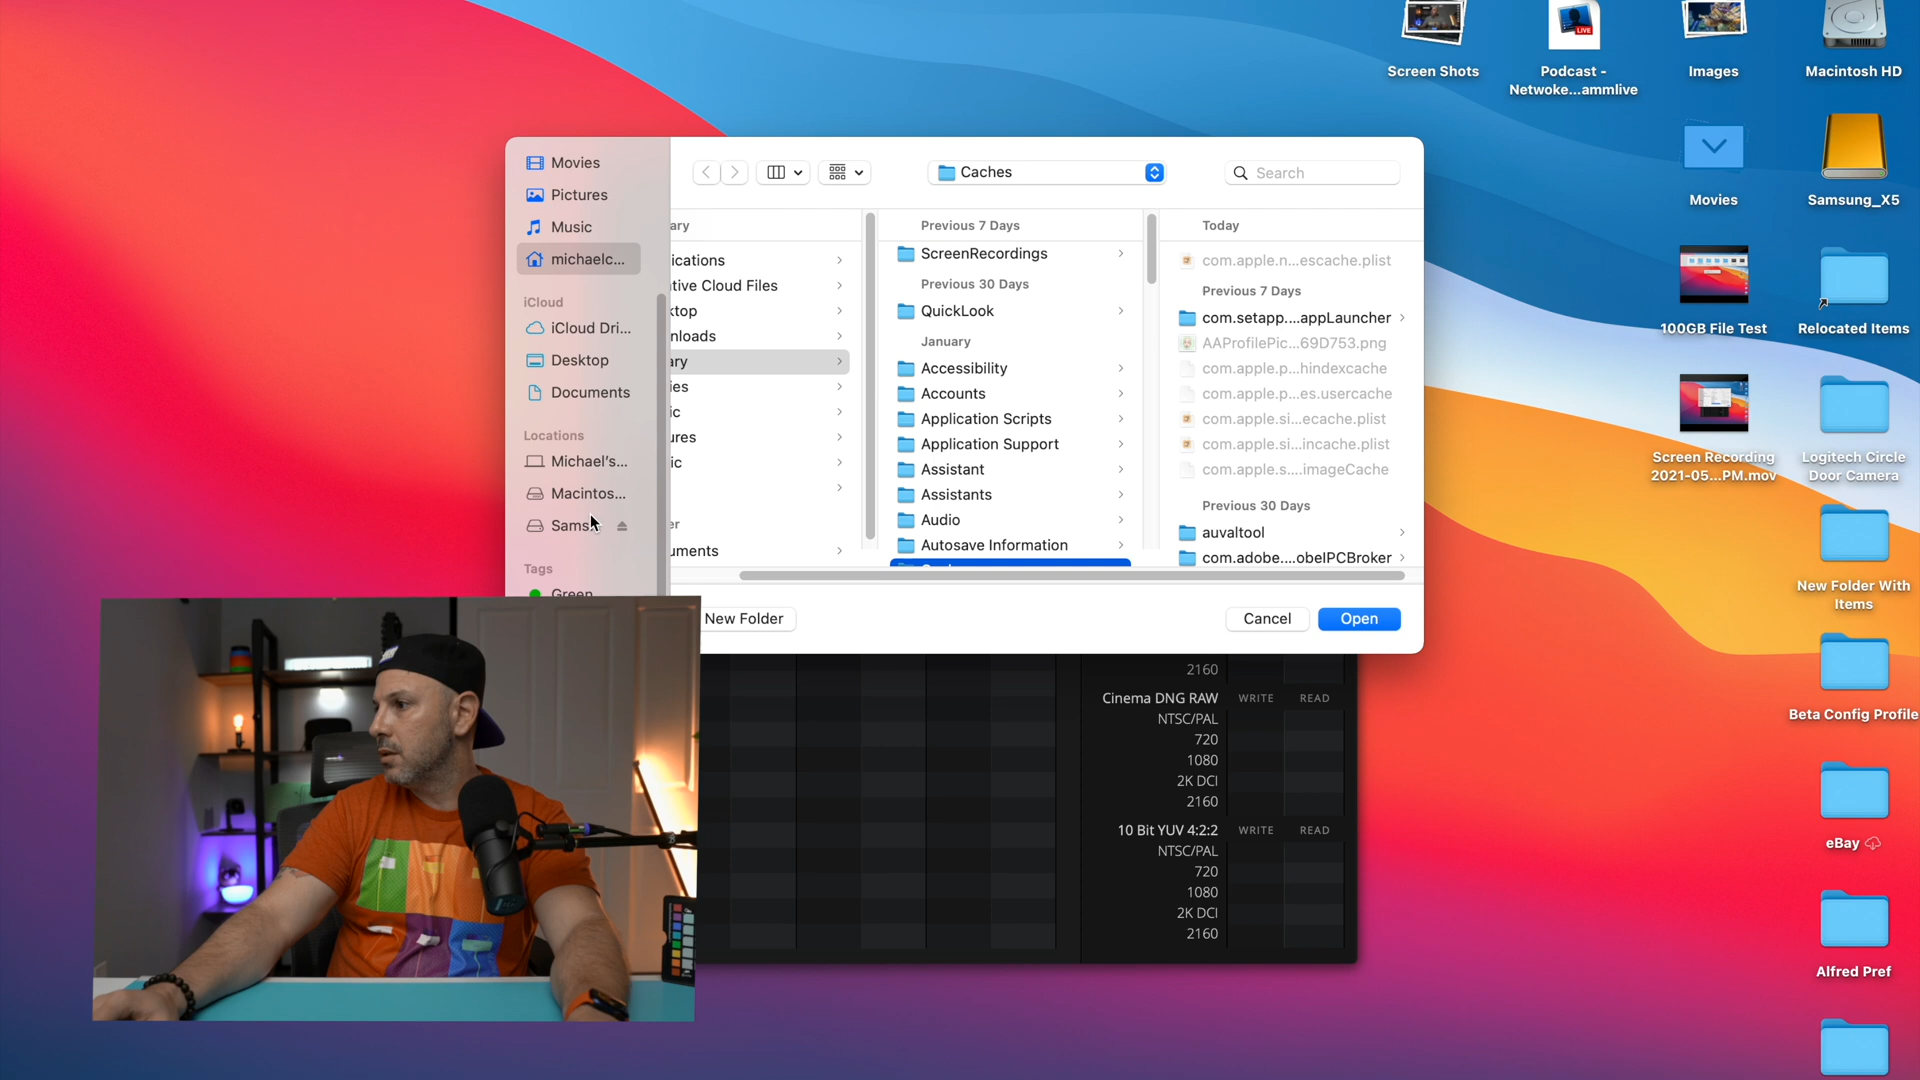 Screen Shots
Podcast -
Netwoke...ammlive
Images
Macintosh HD
Movies
Samsung_X5
100GB File Test
Relocated Items
Screen Recording
2021-05...PM.mov
Logitech Circle
Door Camera
New Folder With
Items
Beta Config Profile
eBay
Alfred Pref
Movies
Pictures
Music
michaelc...
iCloud
iCloud Dri...
Desktop
Documents
Locations
Michael's...
Macintos...
Sams
Tags
Green
Caches
Search
ary
ications
tive Cloud Files
ktop
nloads
ary
ies
ic
ures
ic
er
uments
Previous 7 Days
ScreenRecordings
Previous 30 Days
QuickLook
January
Accessibility
Accounts
Application Scripts
Application Support
Assistant
Assistants
Audio
Autosave Information
Today
com.apple.n...escache.plist
Previous 7 Days
com.setapp....appLauncher
AAProfilePic...69D753.png
com.apple.p...hindexcache
com.apple.p...es.usercache
com.apple.si...ecache.plist
com.apple.si...incache.plist
com.apple.s....imageCache
Previous 30 Days
auvaltool
com.adobe....obeIPCBroker
New Folder
Cancel
Open
2160
Cinema DNG RAW WRITE READ
NTSC/PAL
720
1080
2K DCI
2160
10 Bit YUV 4:2:2 WRITE READ
NTSC/PAL
720
1080
2K DCI
2160